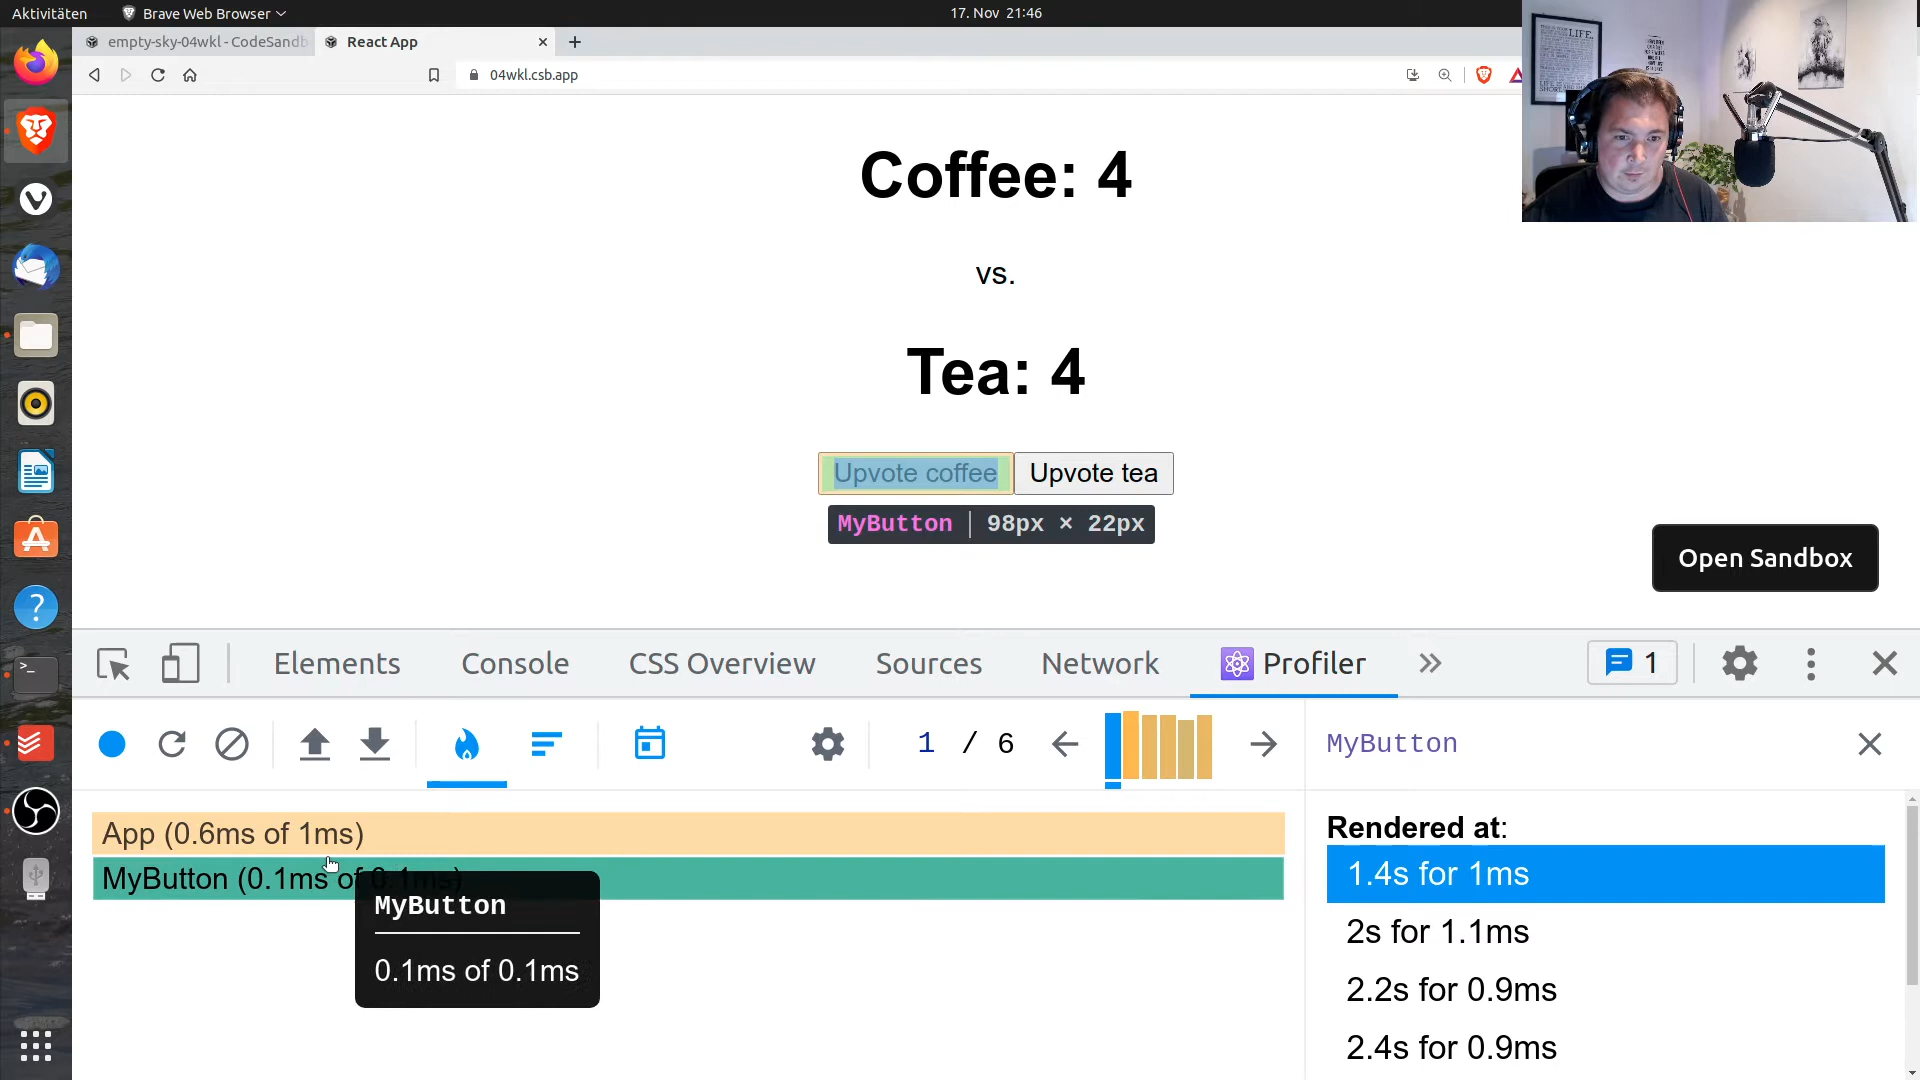 Aktivitäten
Brave Web Browser
17. Nov 21:46
empty-sky-04wkl - CodeSandb
React App
04wkl.csb.app
LIFE.
Coffee: 4
vs.
Tea: 4
Upvote coffee
Upvote tea
MyButton | 98px × 22px
Open Sandbox
Elements
Console
CSS Overview
Sources
Network
Profiler
1
1 / 6
MyButton
App (0.6ms of 1ms)
MyButton (0.1ms of 0.1ms)
MyButton
0.1ms of 0.1ms
Rendered at:
1.4s for 1ms
2s for 1.1ms
2.2s for 0.9ms
2.4s for 0.9ms